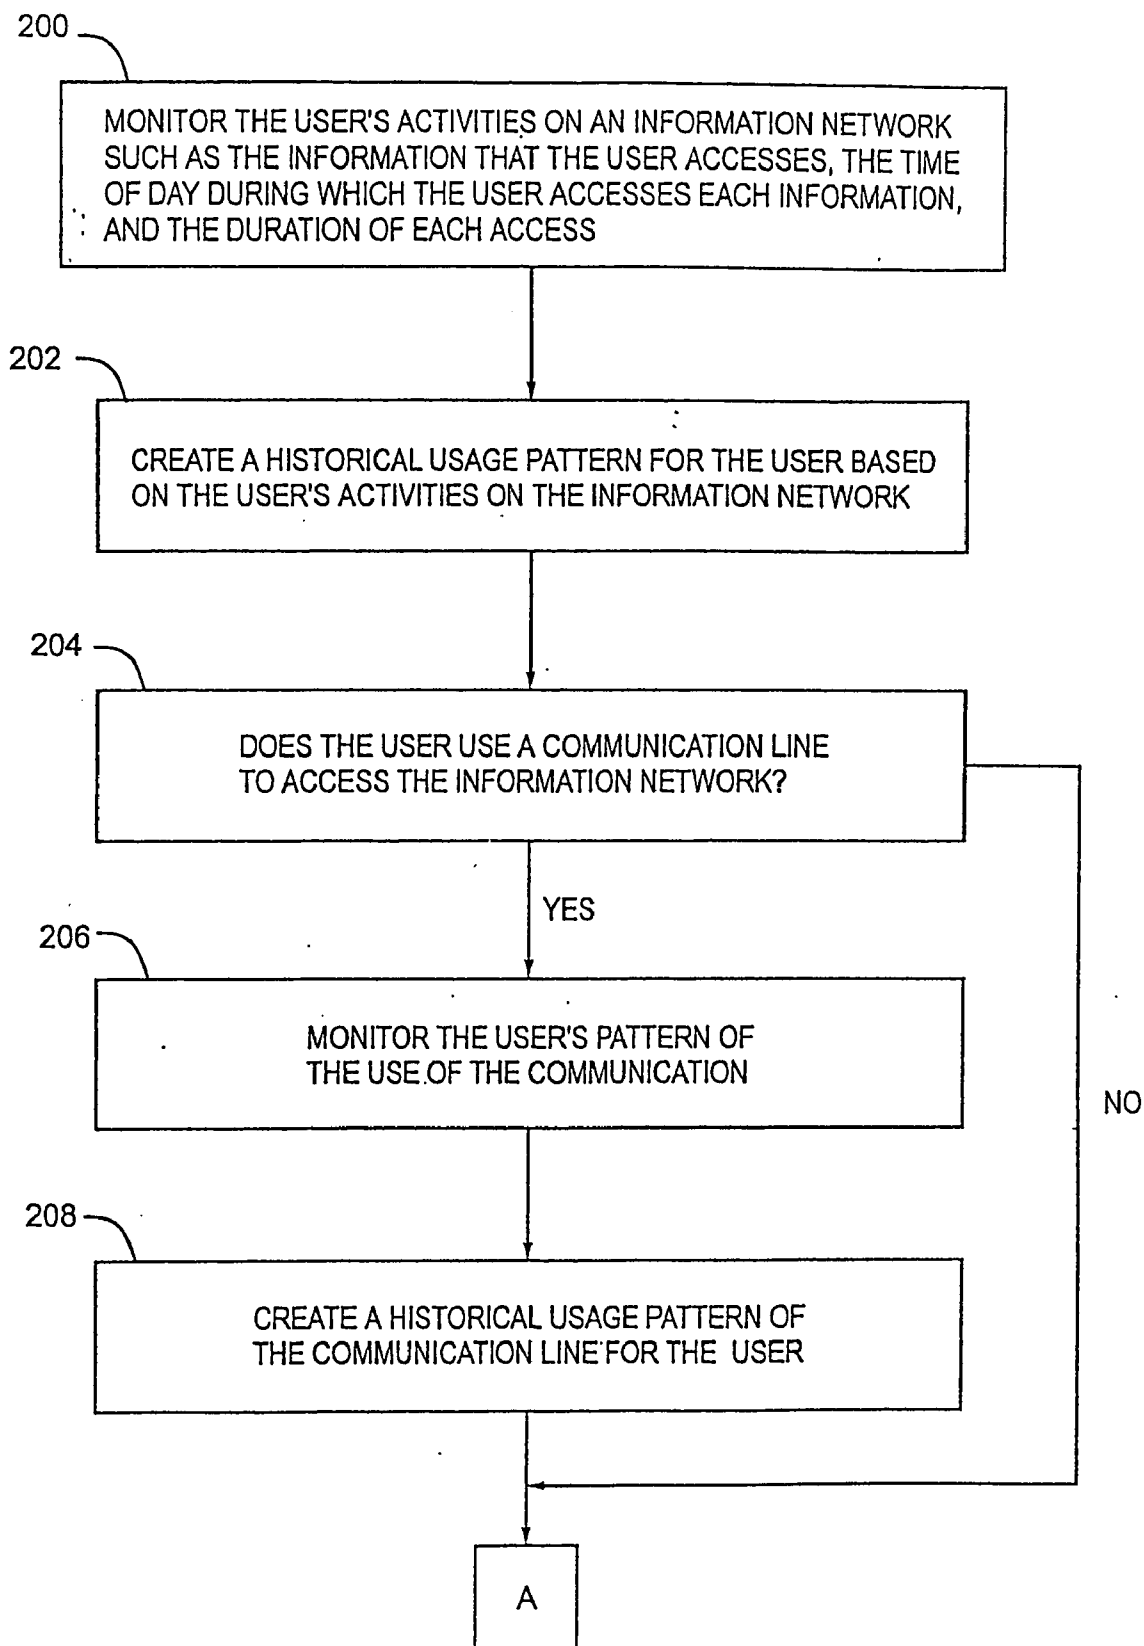 200
MONITOR THE USER'S ACTIVITIES ON AN INFORMATION NETWORK
SUCH AS THE INFORMATION THAT THE USER ACCESSES, THE TIME
OF DAY DURING WHICH THE USER ACCESSES EACH INFORMATION,
AND THE DURATION OF EACH ACCESS
202
CREATE A HISTORICAL USAGE PATTERN FOR THE USER BASED
ON THE USER'S ACTIVITIES ON THE INFORMATION NETWORK
204
DOES THE USER USE A COMMUNICATION LINE
TO ACCESS THE INFORMATION NETWORK?
YES
206
MONITOR THE USER'S PATTERN OF
THE USE OF THE COMMUNICATION
NO
208
CREATE A HISTORICAL USAGE PATTERN OF
THE COMMUNICATION LINE FOR THE USER
A